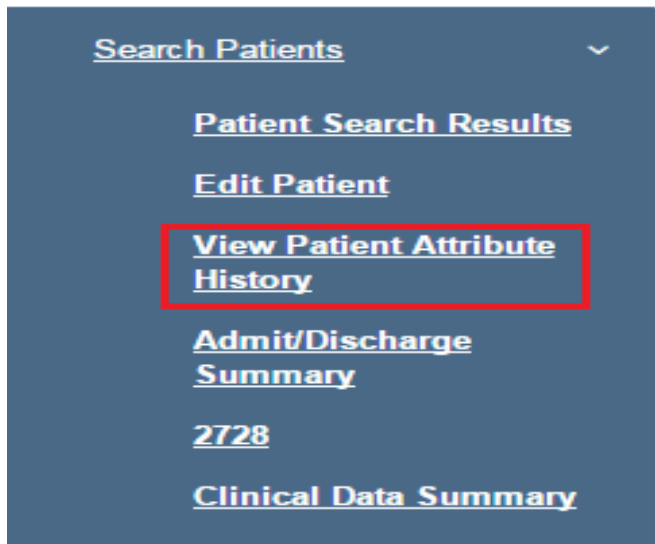 Search Patients
Patient Search Results
Edit Patient
View Patient Attribute
History
Admit/Discharge
Summary
2728
Clinical Data Summary